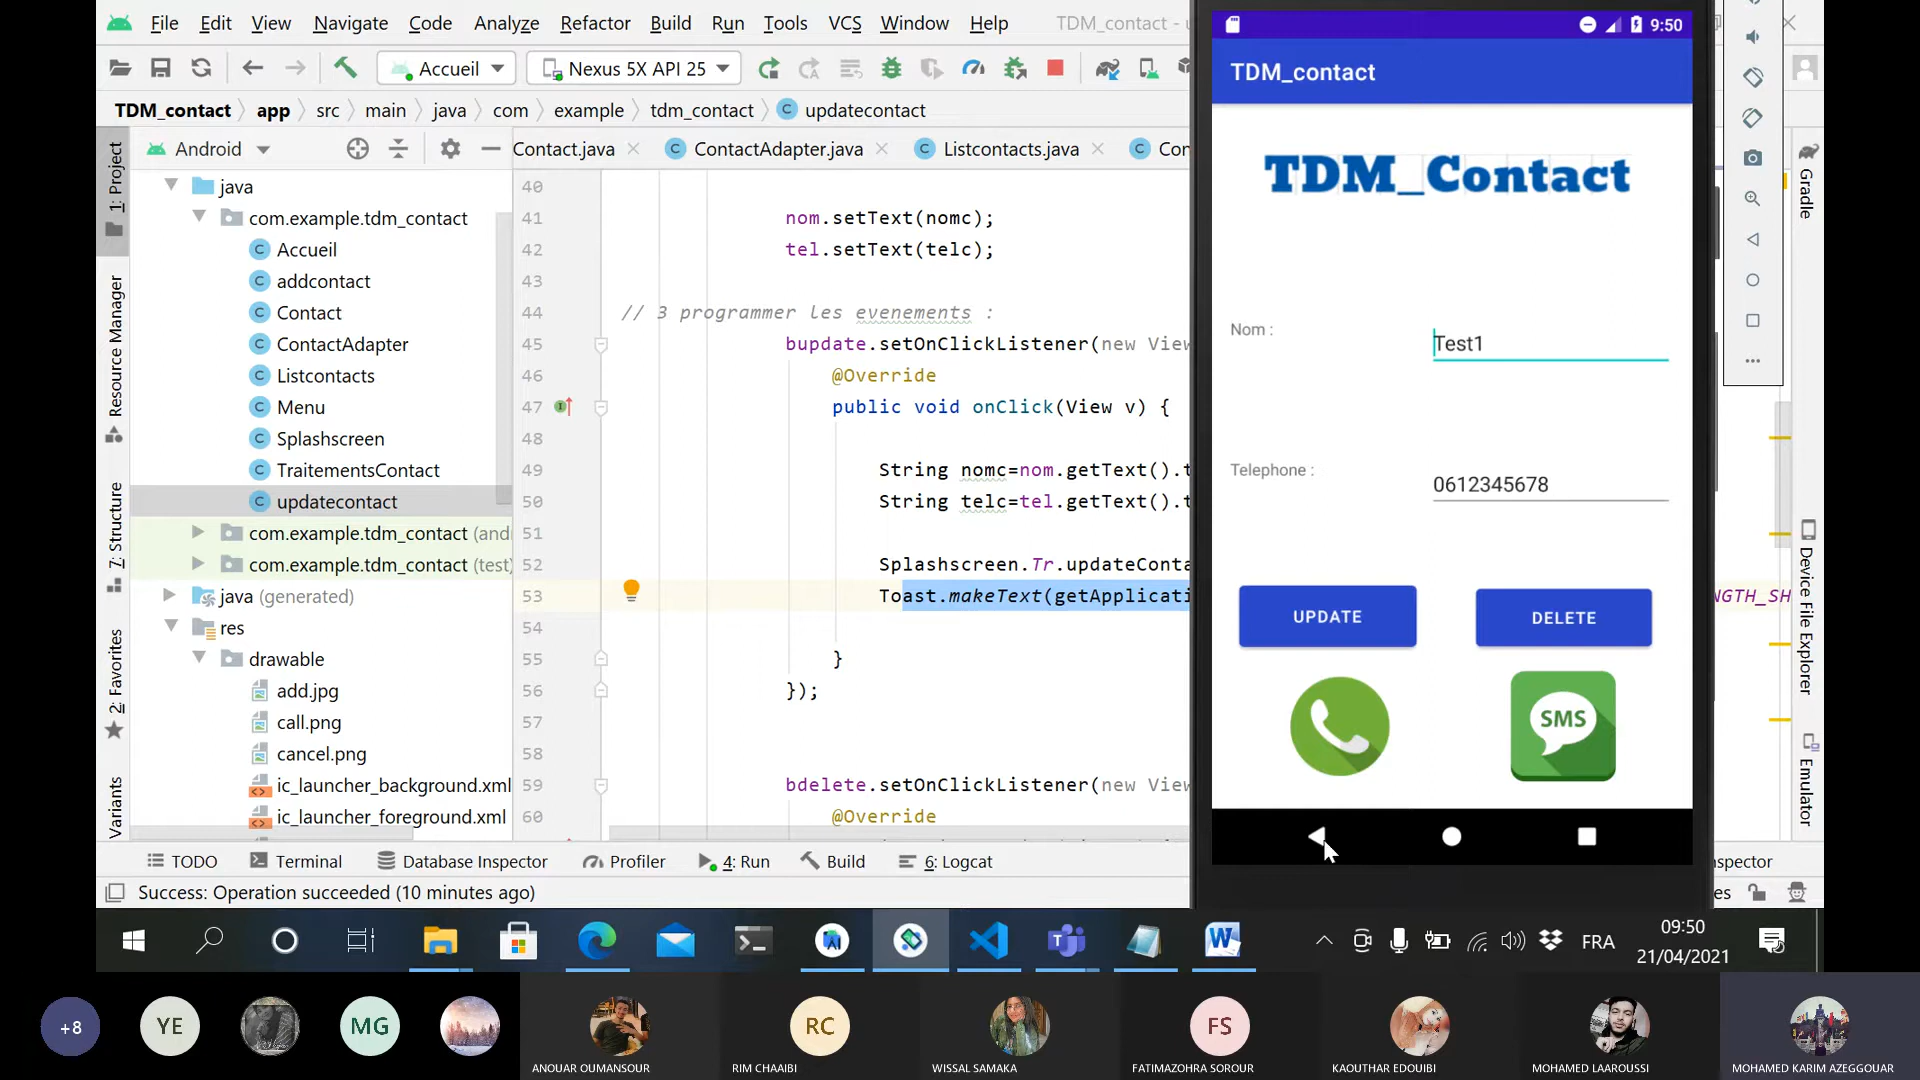 File Edit View Navigate Code Analyze Refactor Build Run Tools VCS Window Help TDM_contact -
Accueil Nexus 5X API 25
TDM_contact app src main java com example tdm_contact updatecontact
Android
Contact.java ContactAdapter.java Listcontacts.java Con
1: Project
Resource Manager
7: Structure
2: Favorites
Variants
java
com.example.tdm_contact
Accueil
addcontact
Contact
ContactAdapter
Listcontacts
Menu
Splashscreen
TraitementsContact
updatecontact
com.example.tdm_contact (and
com.example.tdm_contact (test)
java (generated)
res
drawable
add.jpg
call.png
cancel.png
ic_launcher_background.xml
ic_launcher_foreground.xml
40
41 nom.setText(nomc);
42 tel.setText(telc);
43
44 // 3 programmer les evenements :
45 bupdate.setOnClickListener(new View
46 @Override
47 public void onClick(View v) {
48
49 String nomc=nom.getText().t
50 String telc=tel.getText().t
51
52 Splashscreen.Tr.updateConta
53 Toast.makeText(getApplicati NGTH_SH
54
55 }
56 });
57
58
59 bdelete.setOnClickListener(new View
60 @Override
9:50
TDM_contact
TDM_Contact
Nom :
Test1
Telephone :
0612345678
UPDATE DELETE
SMS
Gradle
Device File Explorer
Emulator
TODO Terminal Database Inspector Profiler 4: Run Build 6: Logcat spector
Success: Operation succeeded (10 minutes ago) es
FRA
09:50
21/04/2021
+8 YE MG RC FS
ANOUAR OUMANSOUR RIM CHAAIBI WISSAL SAMAKA FATIMAZOHRA SOROUR KAOUTHAR EDOUIBI MOHAMED LAAROUSSI MOHAMED KARIM AZEGGOUAR